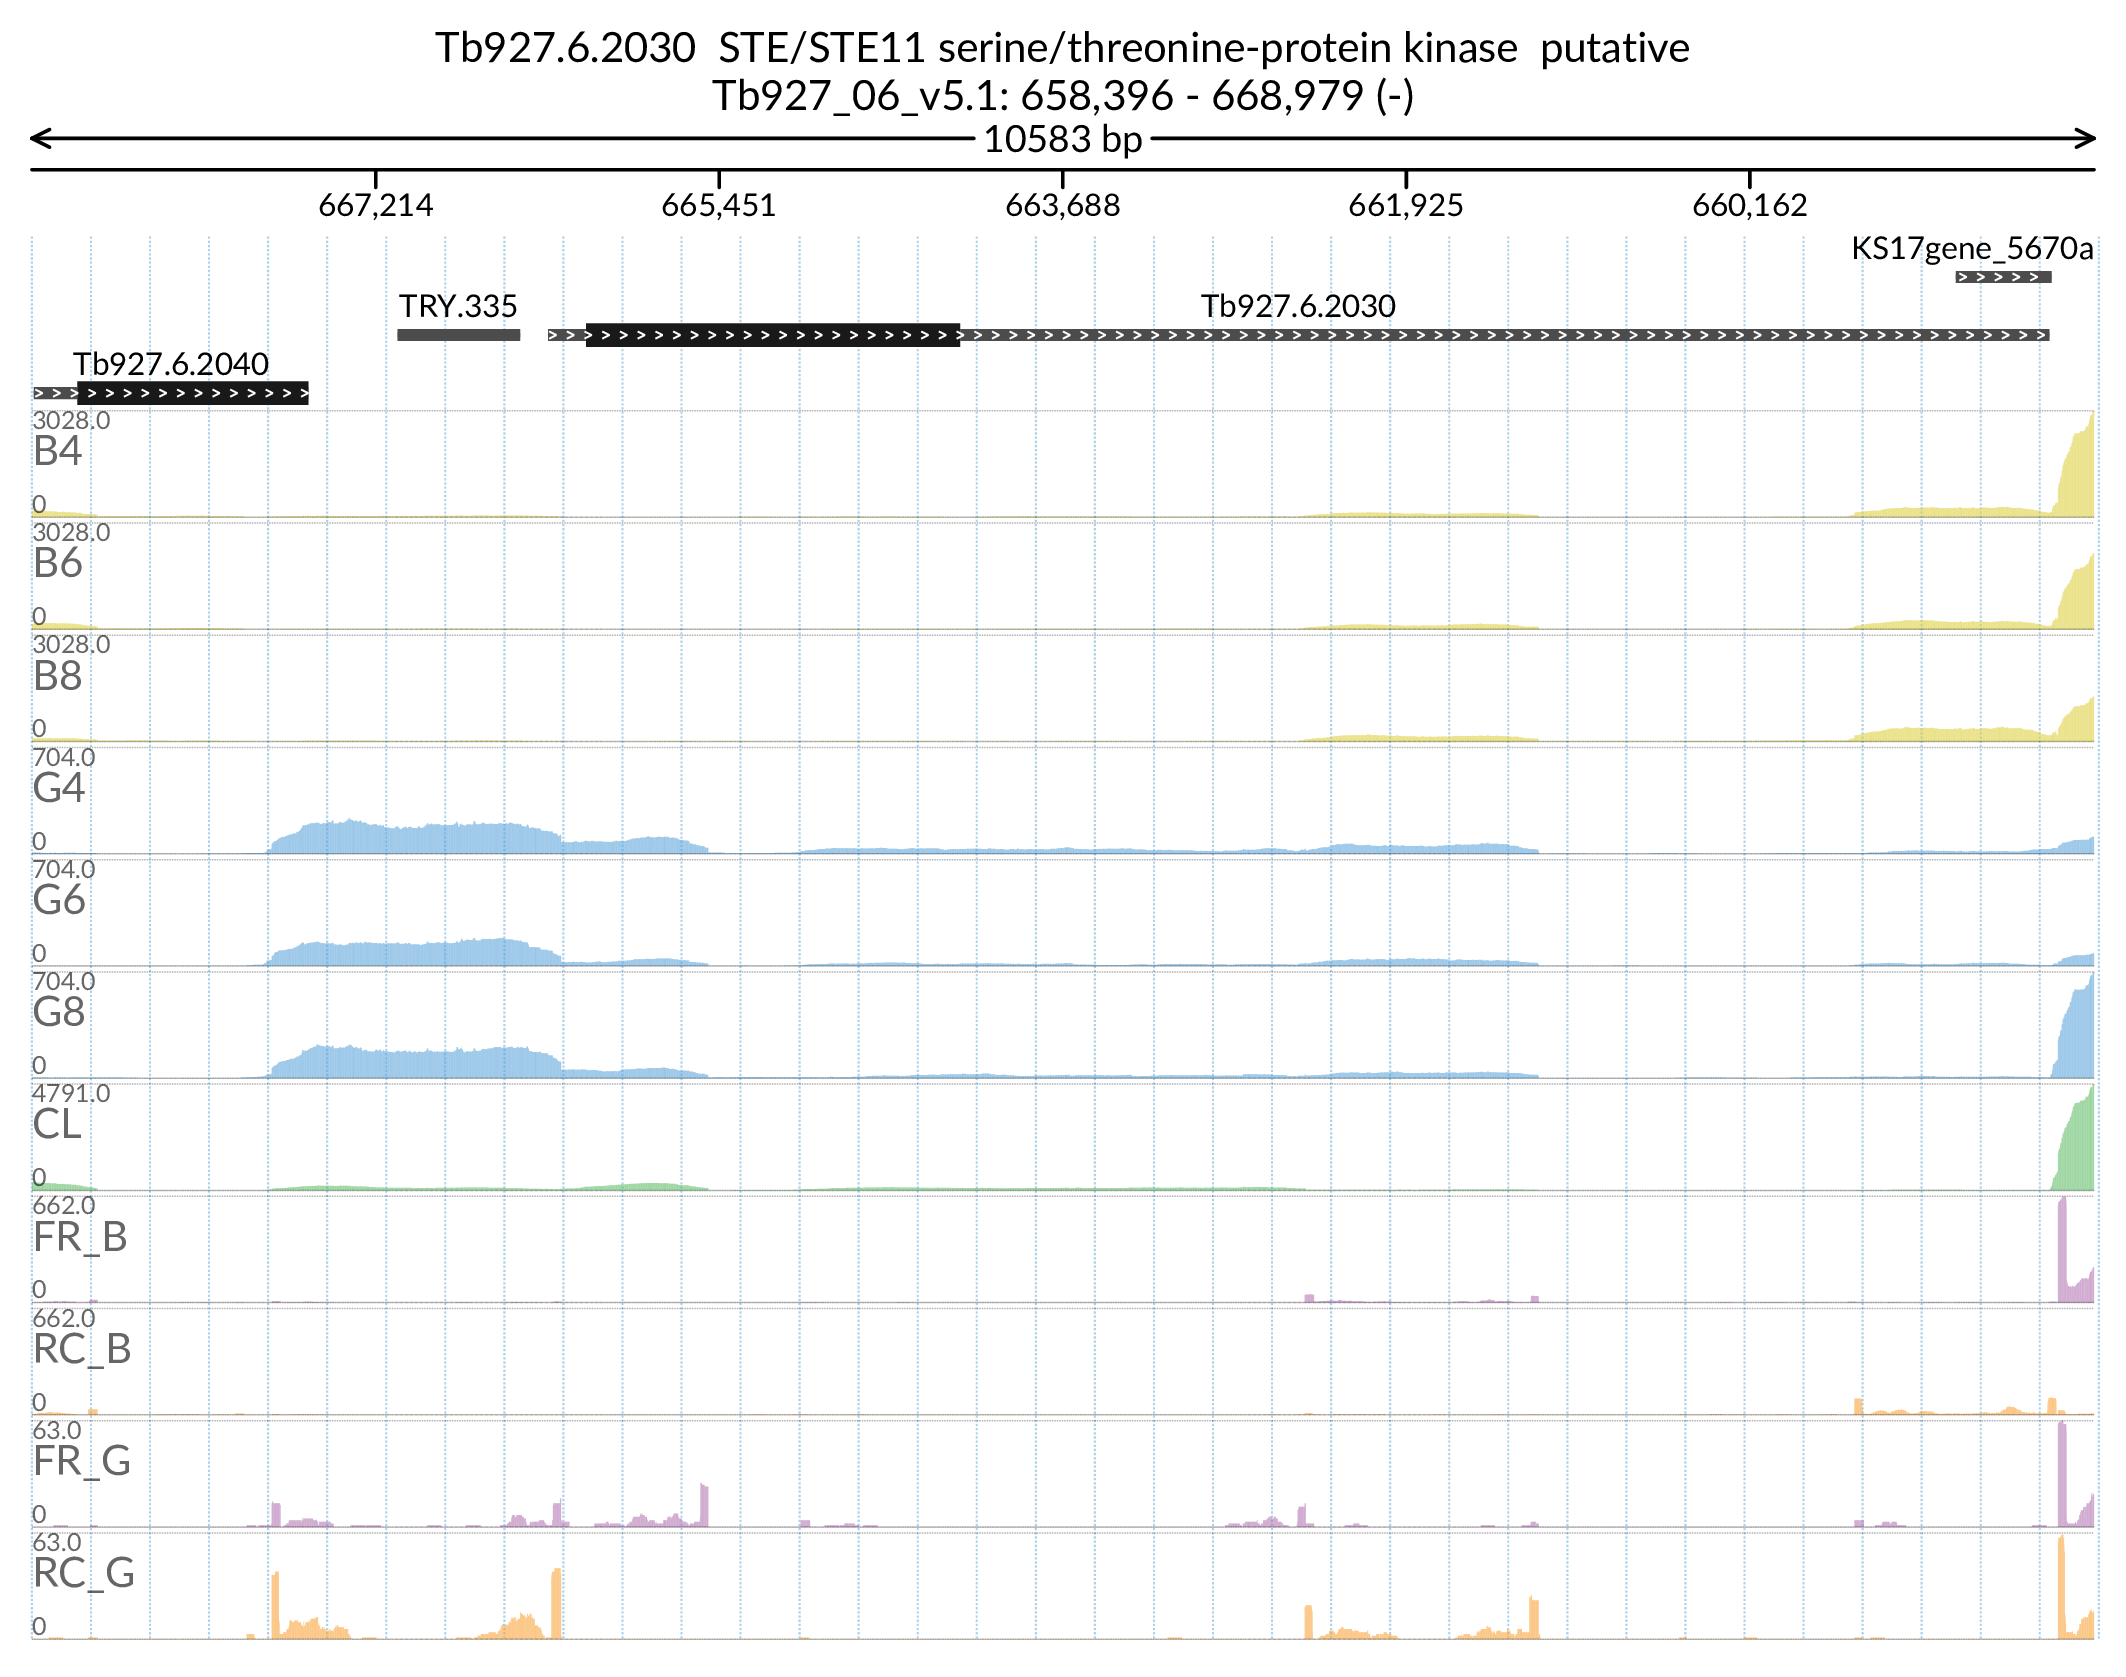 Tb927.6.2030  STE/STE11 serine/threonine-protein kinase  putative
Tb927_06_v5.1: 658,396 - 668,979 (-)
10583 bp
667,214 665,451 663,688 661,925 660,162
KS17gene_5670a
TRY.335 Tb927.6.2030
Tb927.6.2040
3028.0
B4
0
3028.0
B6
0
3028.0
B8
0
704.0
G4
0
704.0
G6
0
704.0
G8
0
4791.0
CL
0
662.0
FR_B
0
662.0
RC_B
0
63.0
FR_G
0
63.0
RC_G
0